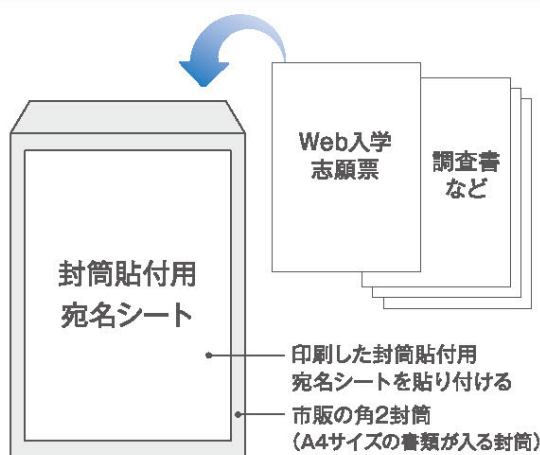 Web入学
志願票
調査書
など
封筒貼付用
宛名シート
印刷した封筒貼付用
宛名シートを貼り付ける
市販の角2封筒
（A4サイズの書類が入る封筒）